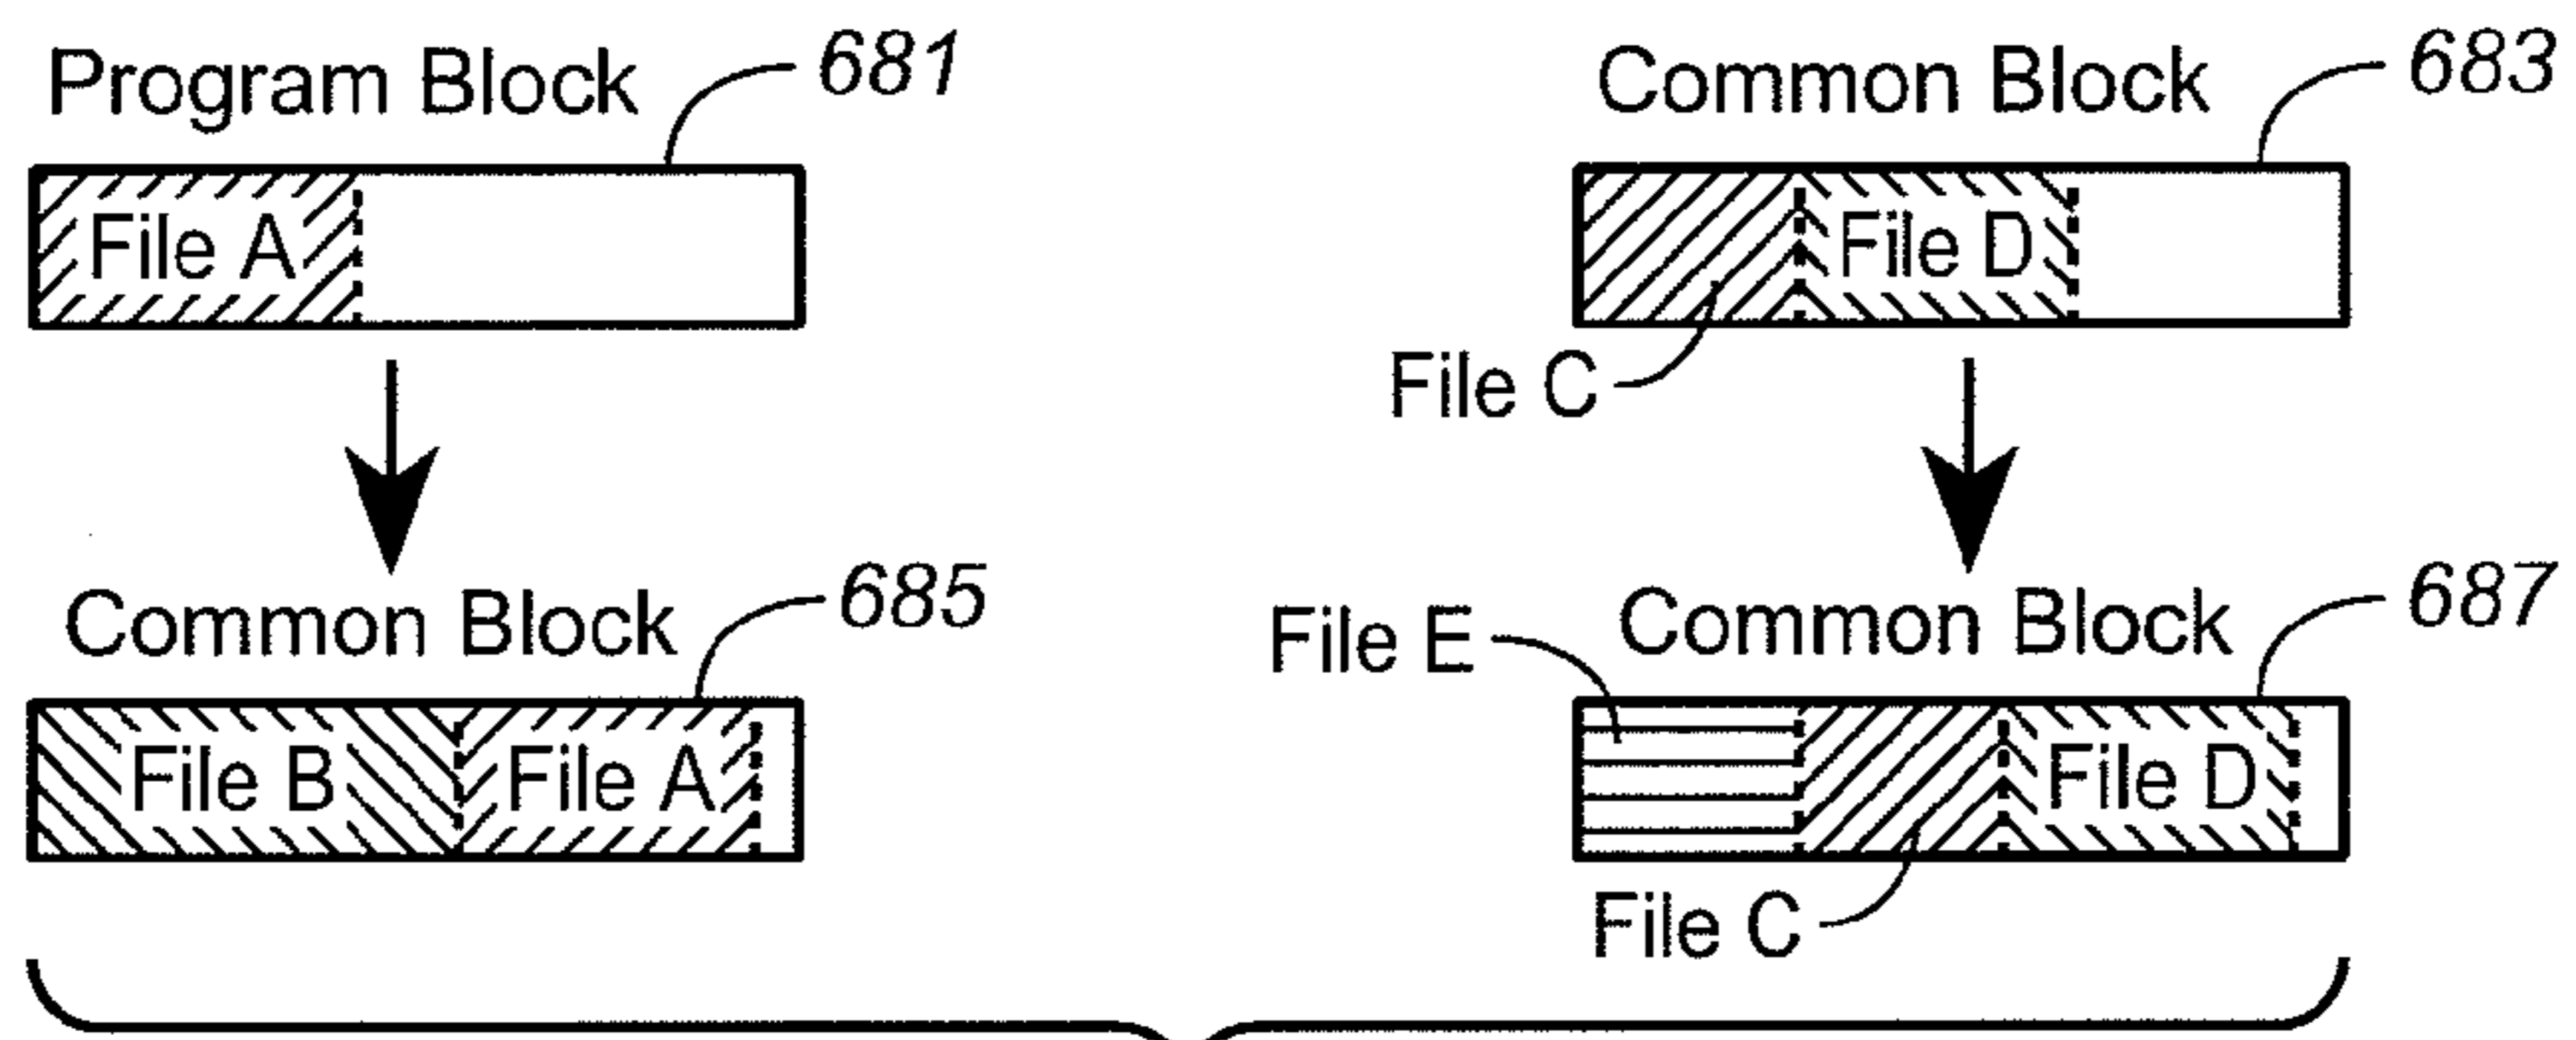 Program Block 681
File A
Common Block 683
File D
File C
Common Block 685
File B File A
File E
Common Block 687
File D
File C